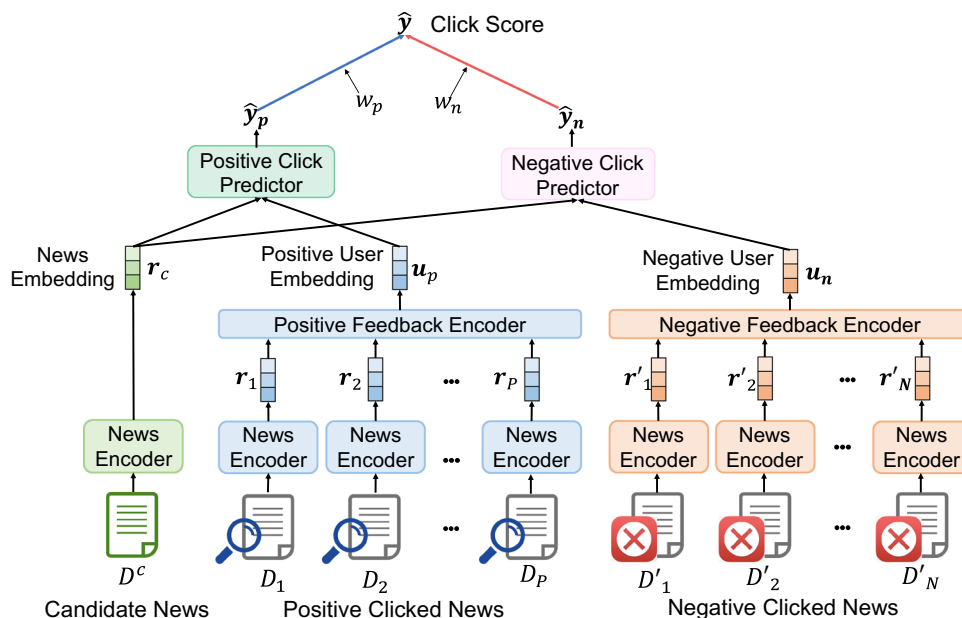 ŷ Click Score
w_p w_n
ŷ_p ŷ_n
Positive Click
Predictor
Negative Click
Predictor
News
Embedding
r_c
Positive User
Embedding
u_p
Negative User
Embedding
u_n
Positive Feedback Encoder
Negative Feedback Encoder
r_1 r_2 ... r_P r'_1 r'_2 ... r'_N
News
Encoder
News
Encoder
News
Encoder
...
News
Encoder
News
Encoder
News
Encoder
...
News
Encoder
... ...
D^c D_1 D_2 D_P D'_1 D'_2 D'_N
Candidate News
Positive Clicked News
Negative Clicked News